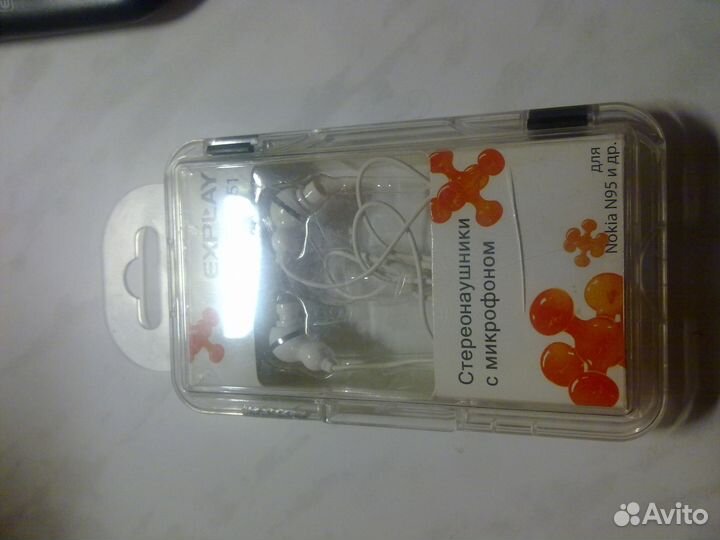 EXPLAY
Стереонаушники
с микрофоном
для
Nokia N95 и др.
Avito